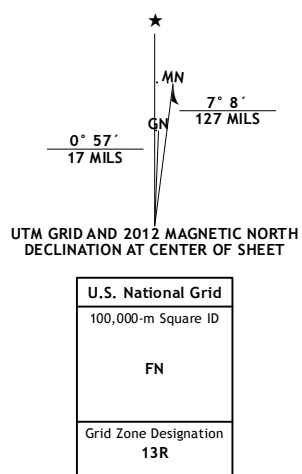 MN
GN
7° 8´
127 MILS
0° 57´
17 MILS
UTM GRID AND 2012 MAGNETIC NORTH
DECLINATION AT CENTER OF SHEET
U.S. National Grid
100,000-m Square ID
FN
Grid Zone Designation
13R